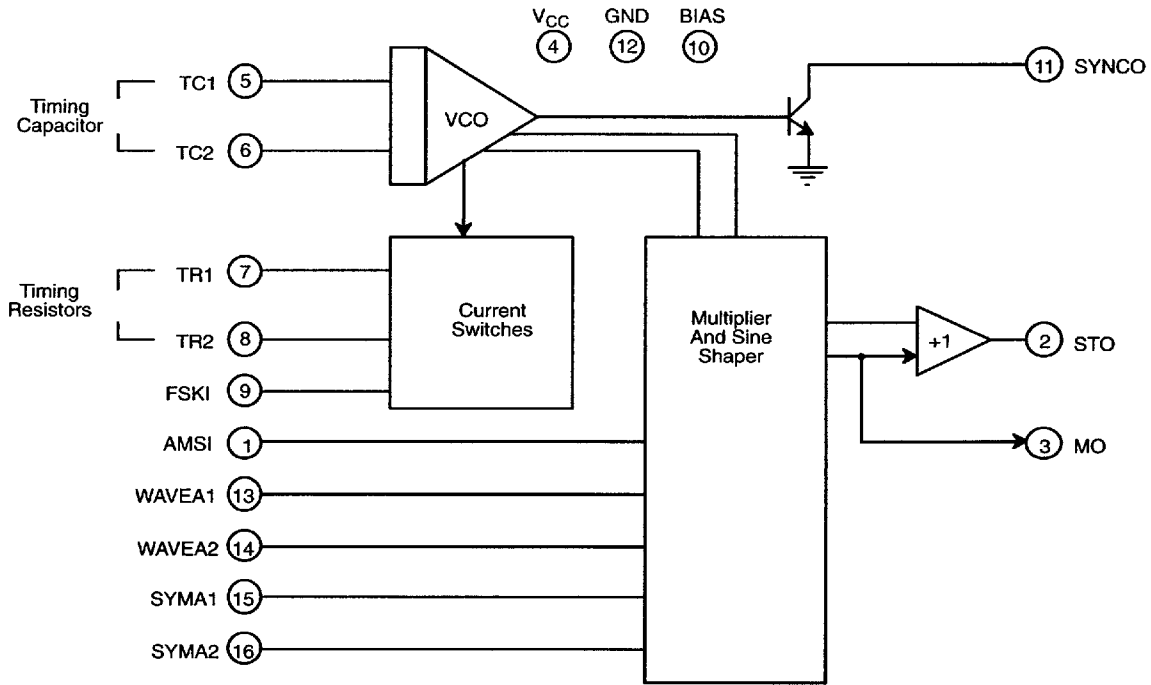 VCC GND BIAS
4 12 10
TC1 5
Timing
Capacitor
TC2 6
VCO
11 SYNCO
TR1 7
Timing
Resistors
TR2 8
FSKI 9
Current
Switches
Multiplier
And Sine
Shaper
+1
2 STO
3 MO
AMSI 1
WAVEA1 13
WAVEA2 14
SYMA1 15
SYMA2 16